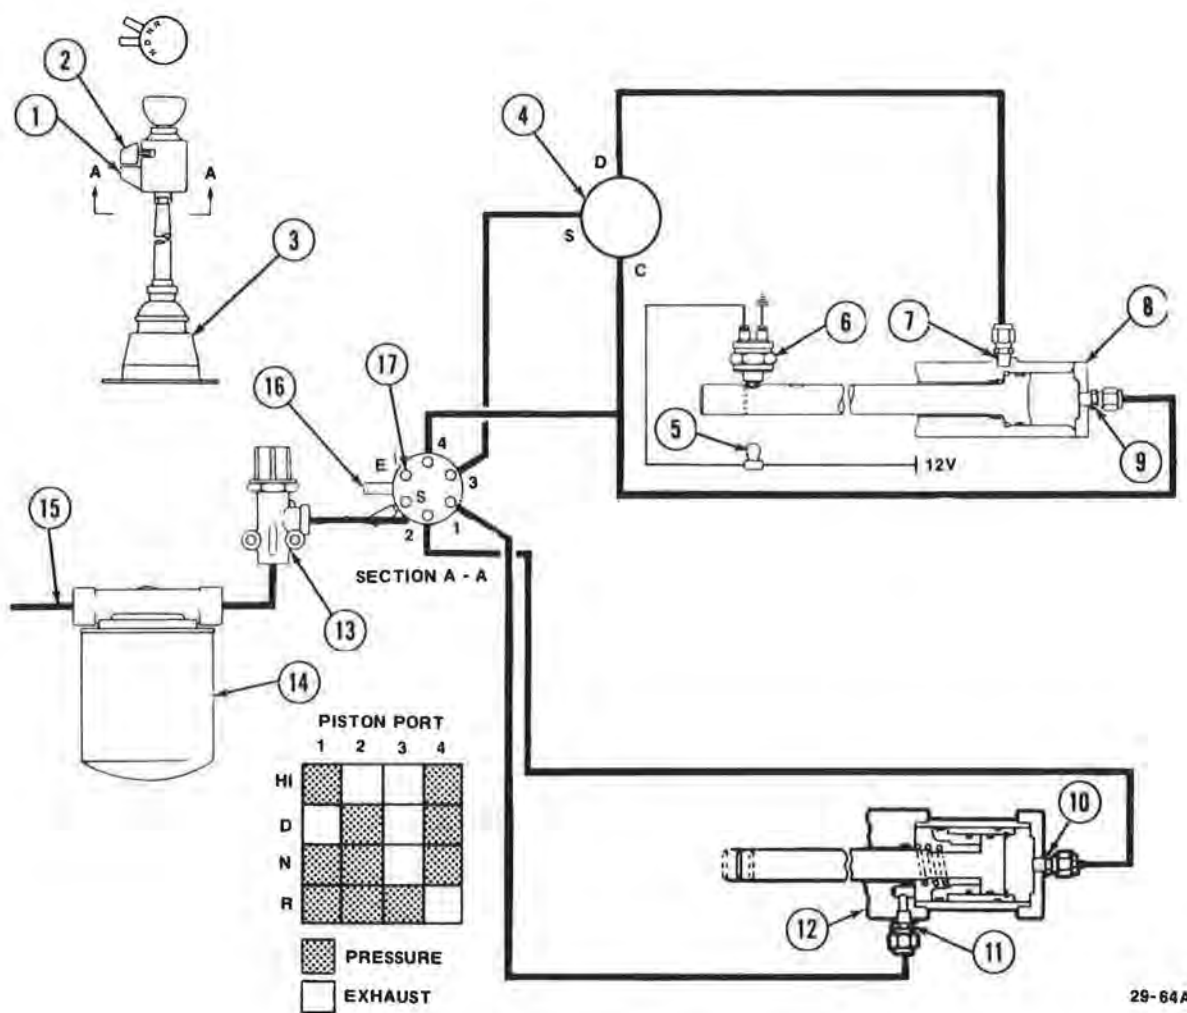 N D N R
2
1
A A
3
4
D
S
C
6
7
8
5
12V
9
16
17
4
E
3
S
2
1
SECTION A - A
15
13
14
PISTON PORT
1 2 3 4
HI
D
N
R
PRESSURE
EXHAUST
10
12
11
29-64A